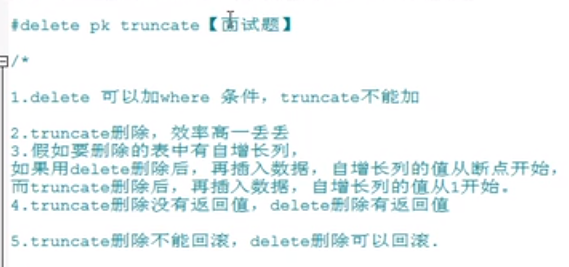 #delete pk truncate【面试题】
/*
1.delete 可以加where 条件，truncate不能加
2.truncate删除，效率高一丢丢
3.假如要删除的表中有自增长列，
如果用delete删除后，再插入数据，自增长列的值从断点开始，
而truncate删除后，再插入数据，自增长列的值从1开始。
4.truncate删除没有返回值，delete删除有返回值
5.truncate删除不能回滚，delete删除可以回滚.